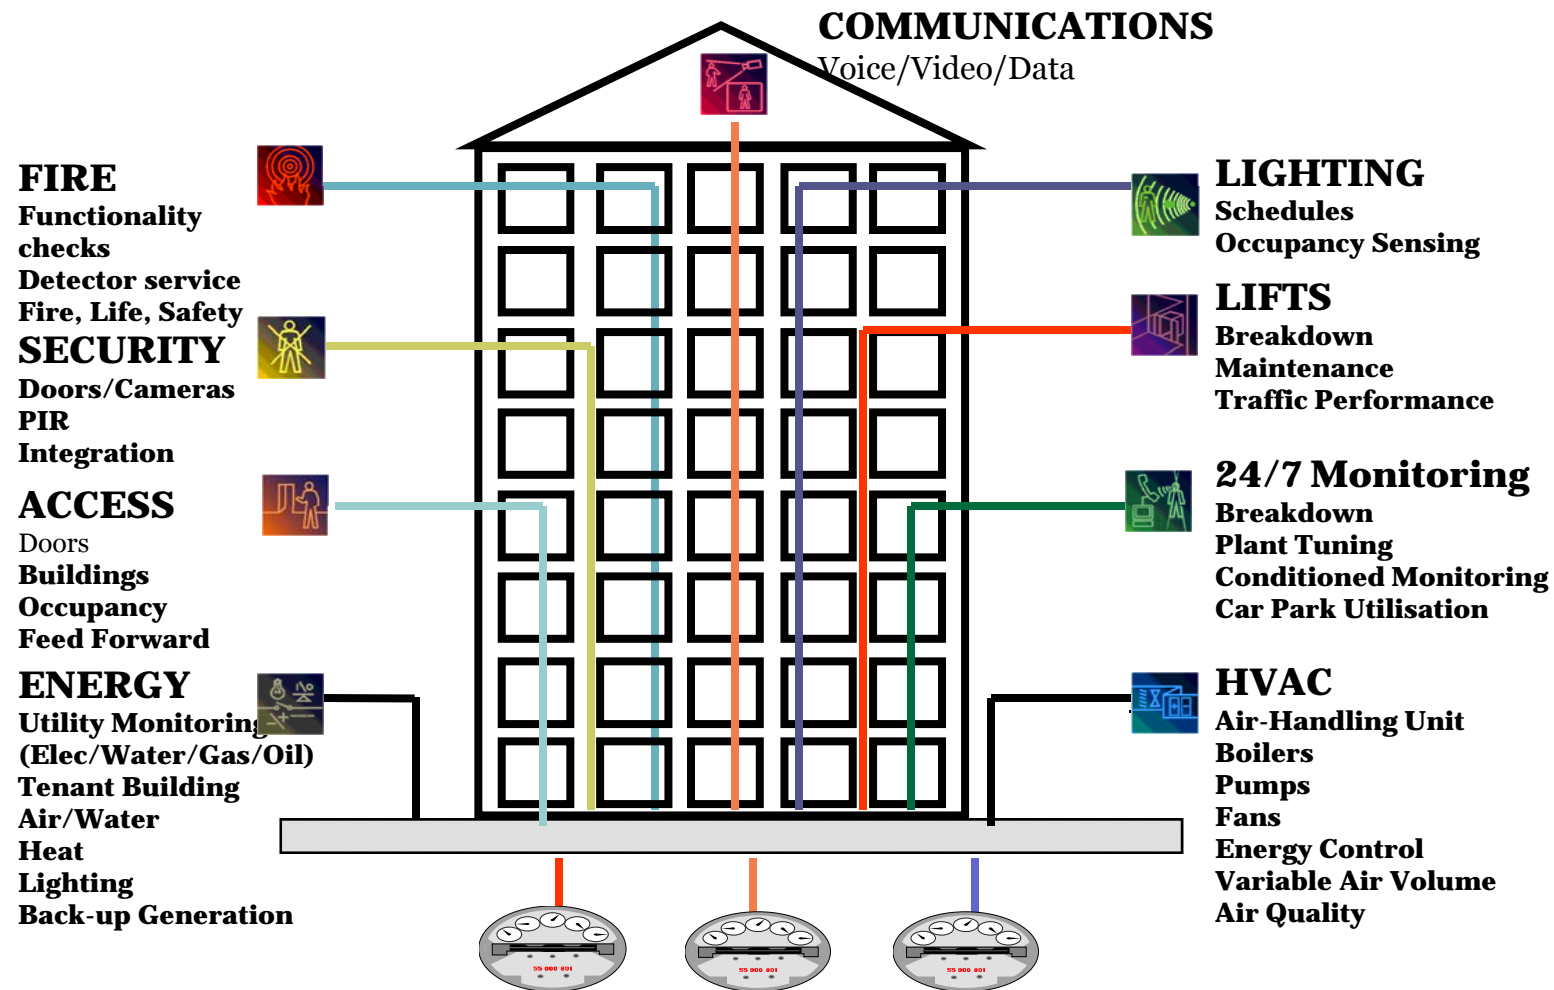 COMMUNICATIONS
Voice/Video/Data
FIRE
Functionality
checks
Detector service
Fire, Life, Safety
SECURITY
Doors/Cameras
PIR
Integration
ACCESS
Doors
Buildings
Occupancy
Feed Forward
ENERGY
Utility Monitoring
(Elec/Water/Gas/Oil)
Tenant Building
Air/Water
Heat
Lighting
Back-up Generation
LIGHTING
Schedules
Occupancy Sensing
LIFTS
Breakdown
Maintenance
Traffic Performance
24/7 Monitoring
Breakdown
Plant Tuning
Conditioned Monitoring
Car Park Utilisation
HVAC
Air-Handling Unit
Boilers
Pumps
Fans
Energy Control
Variable Air Volume
Air Quality